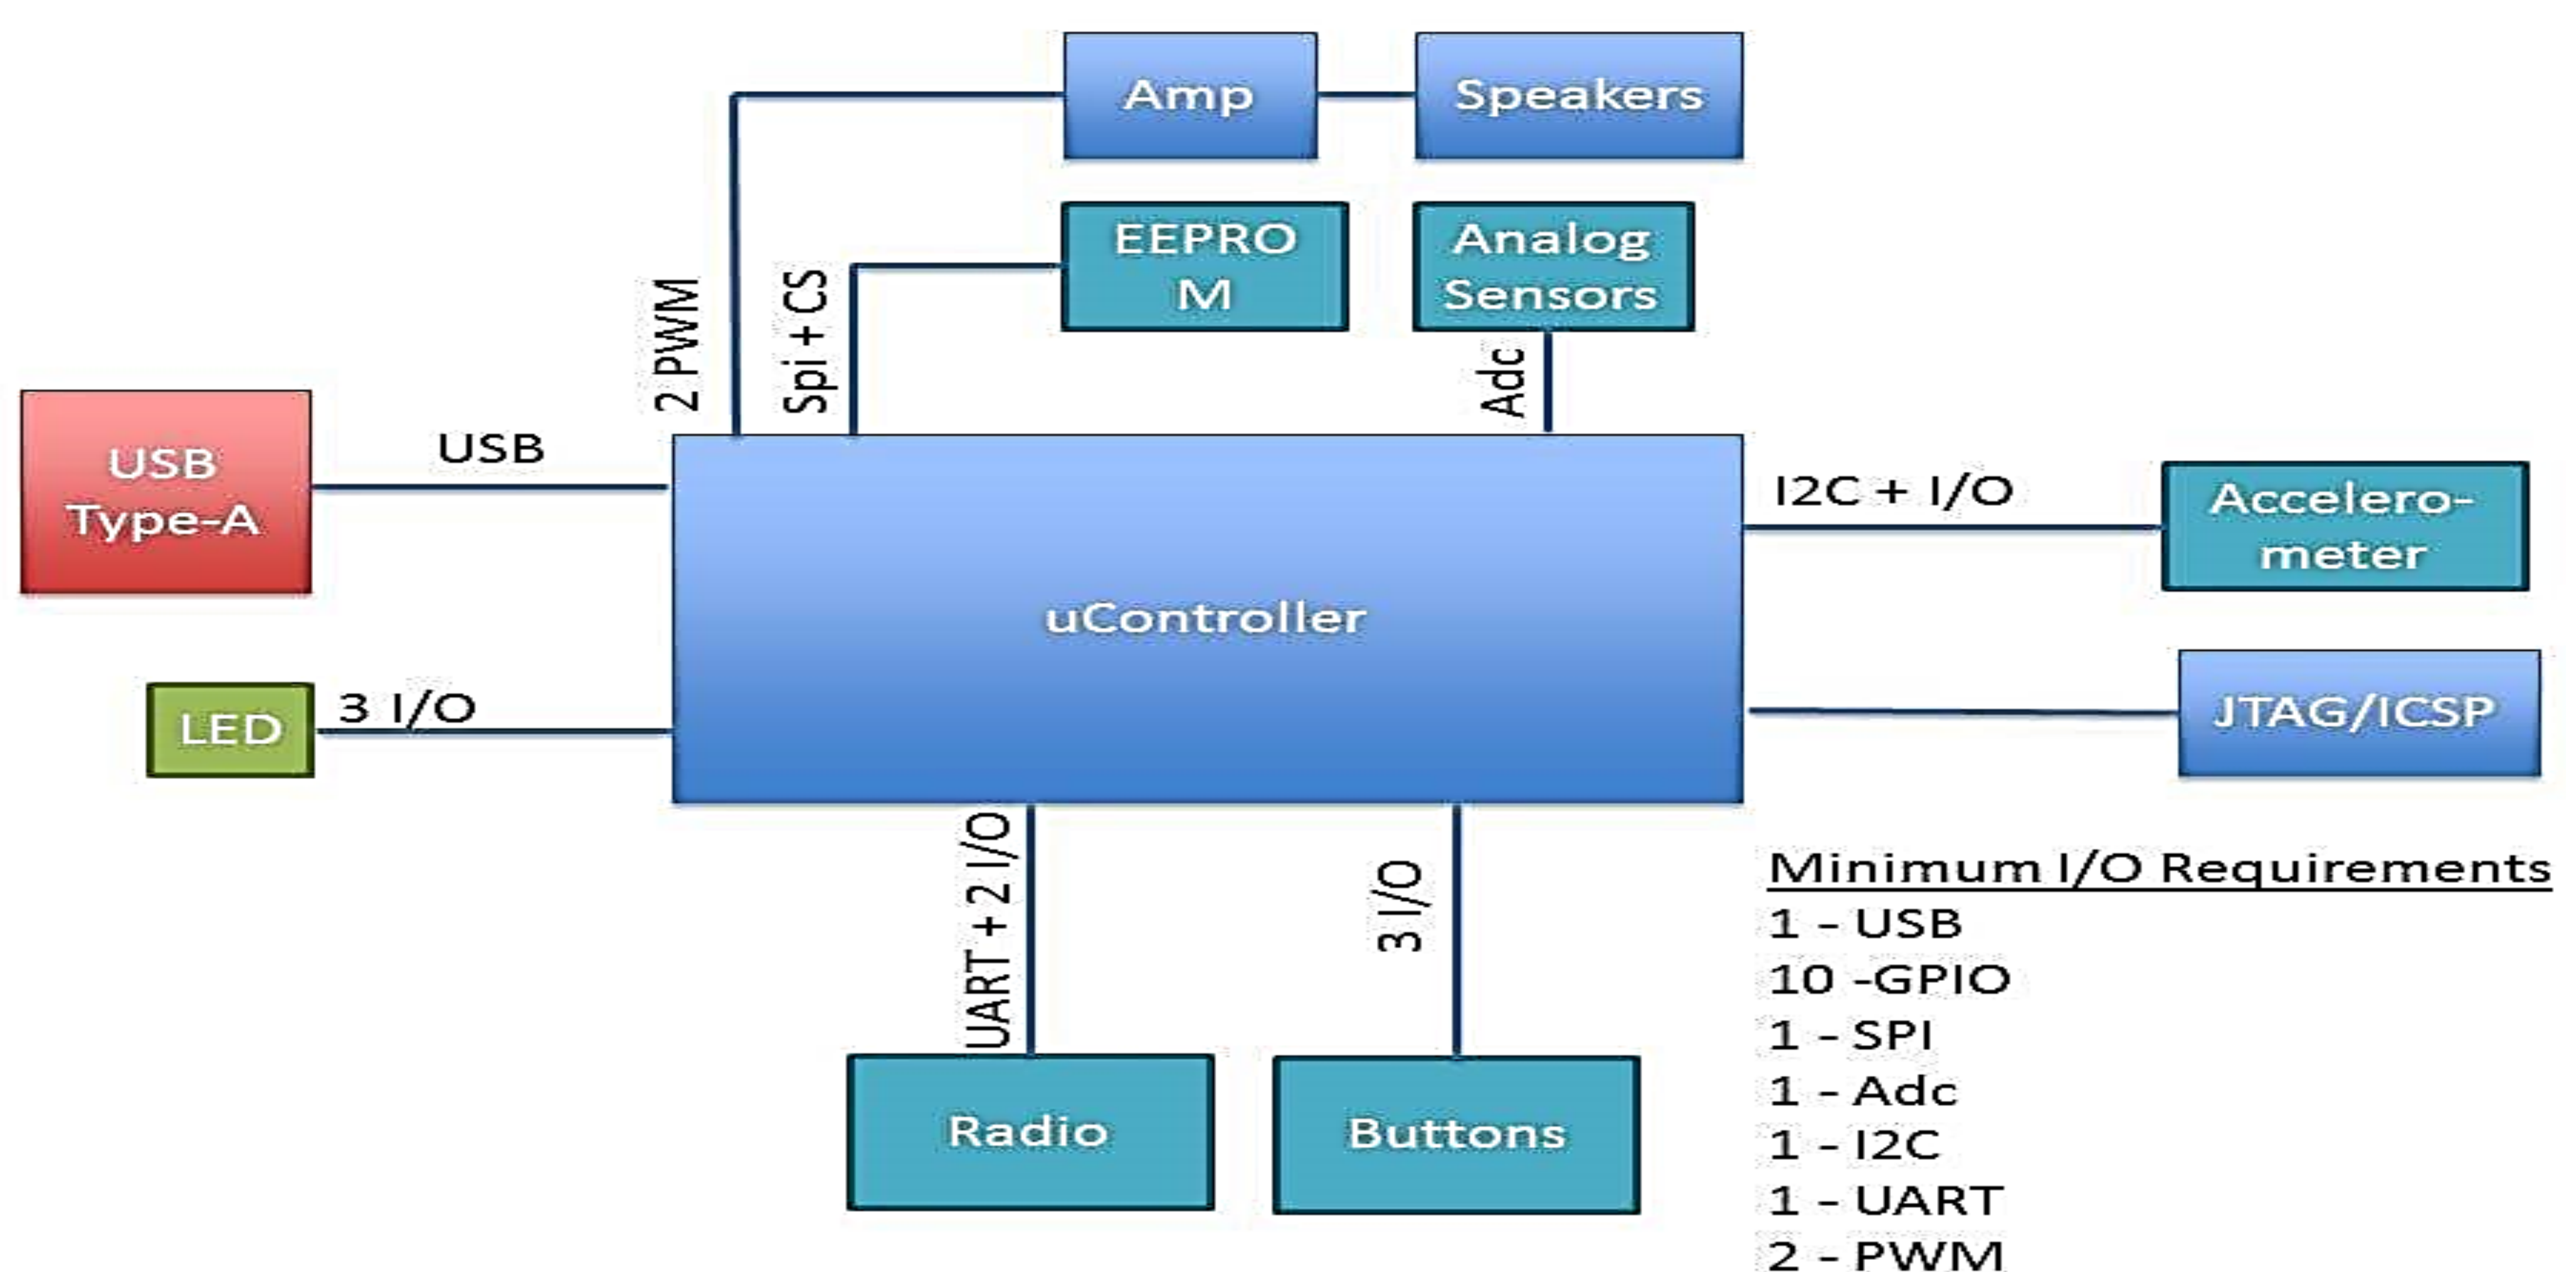 Amp
Speakers
EEPRO
M
Analog
Sensors
2 PWM
Spi + CS
Adc
USB
Type-A
USB
I2C + I/O
Accelero-
meter
uController
LED
3 I/O
JTAG/ICSP
UART + 2 I/O
3 I/O
Radio
Buttons
Minimum I/O Requirements
1 - USB
10 -GPIO
1 - SPI
1 - Adc
1 - I2C
1 - UART
2 - PWM